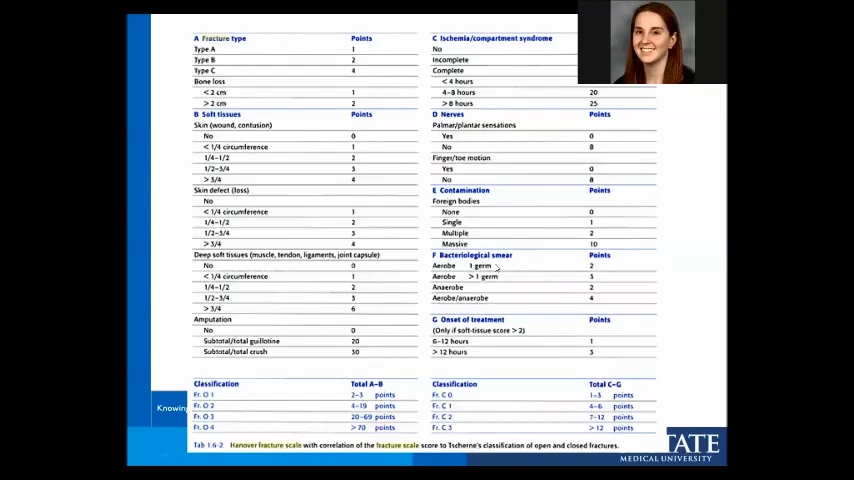 A Fracture type Points
Type A 1
Type B 2
Type C 4
Bone loss
< 2 cm 1
> 2 cm 2
B Soft tissues Points
Skin (wound, contusion)
No 0
< 1/4 circumference 1
1/4–1/2 2
1/2–3/4 3
> 3/4 4
Skin defect (loss)
No
< 1/4 circumference 1
1/4–1/2 2
1/2–3/4 3
> 3/4 4
Deep soft tissues (muscle, tendon, ligaments, joint capsule)
No 0
< 1/4 circumference 1
1/4–1/2 2
1/2–3/4 3
> 3/4 6
Amputation
No 0
Subtotal/total guillotine 20
Subtotal/total crush 30
C Ischemia/compartment syndrome
No
Incomplete
Complete
< 4 hours
4–8 hours 20
> 8 hours 25
D Nerves Points
Palmar/plantar sensations
Yes 0
No 8
Finger/toe motion
Yes 0
No 8
E Contamination Points
Foreign bodies
None 0
Single 1
Multiple 2
Massive 10
F Bacteriological smear Points
Aerobe 1 germ 2
Aerobe > 1 germ 3
Anaerobe 2
Aerobe/anaerobe 4
G Onset of treatment Points
(Only if soft-tissue score > 2)
6–12 hours 1
> 12 hours 3
Classification Total A–B
Fr. O 1 2–3 points
Fr. O 2 4–19 points
Fr. O 3 20–69 points
Fr. O 4 > 70 points
Classification Total C–G
Fr. C 0 1–3 points
Fr. C 1 4–6 points
Fr. C 2 7–12 points
Fr. C 3 > 12 points
Tab 1.6-2 Hanover fracture scale with correlation of the fracture scale score to Tscherne's classification of open and closed fractures.
Knowing
TATE
MEDICAL UNIVERSITY